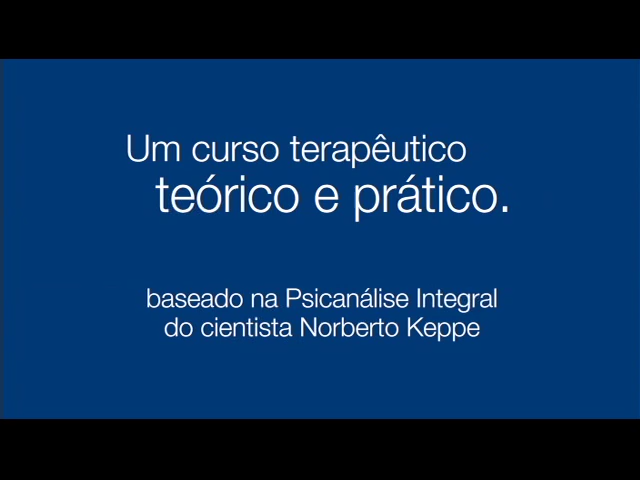 Um curso terapêutico
teórico e prático.
baseado na Psicanálise Integral
do cientista Norberto Keppe